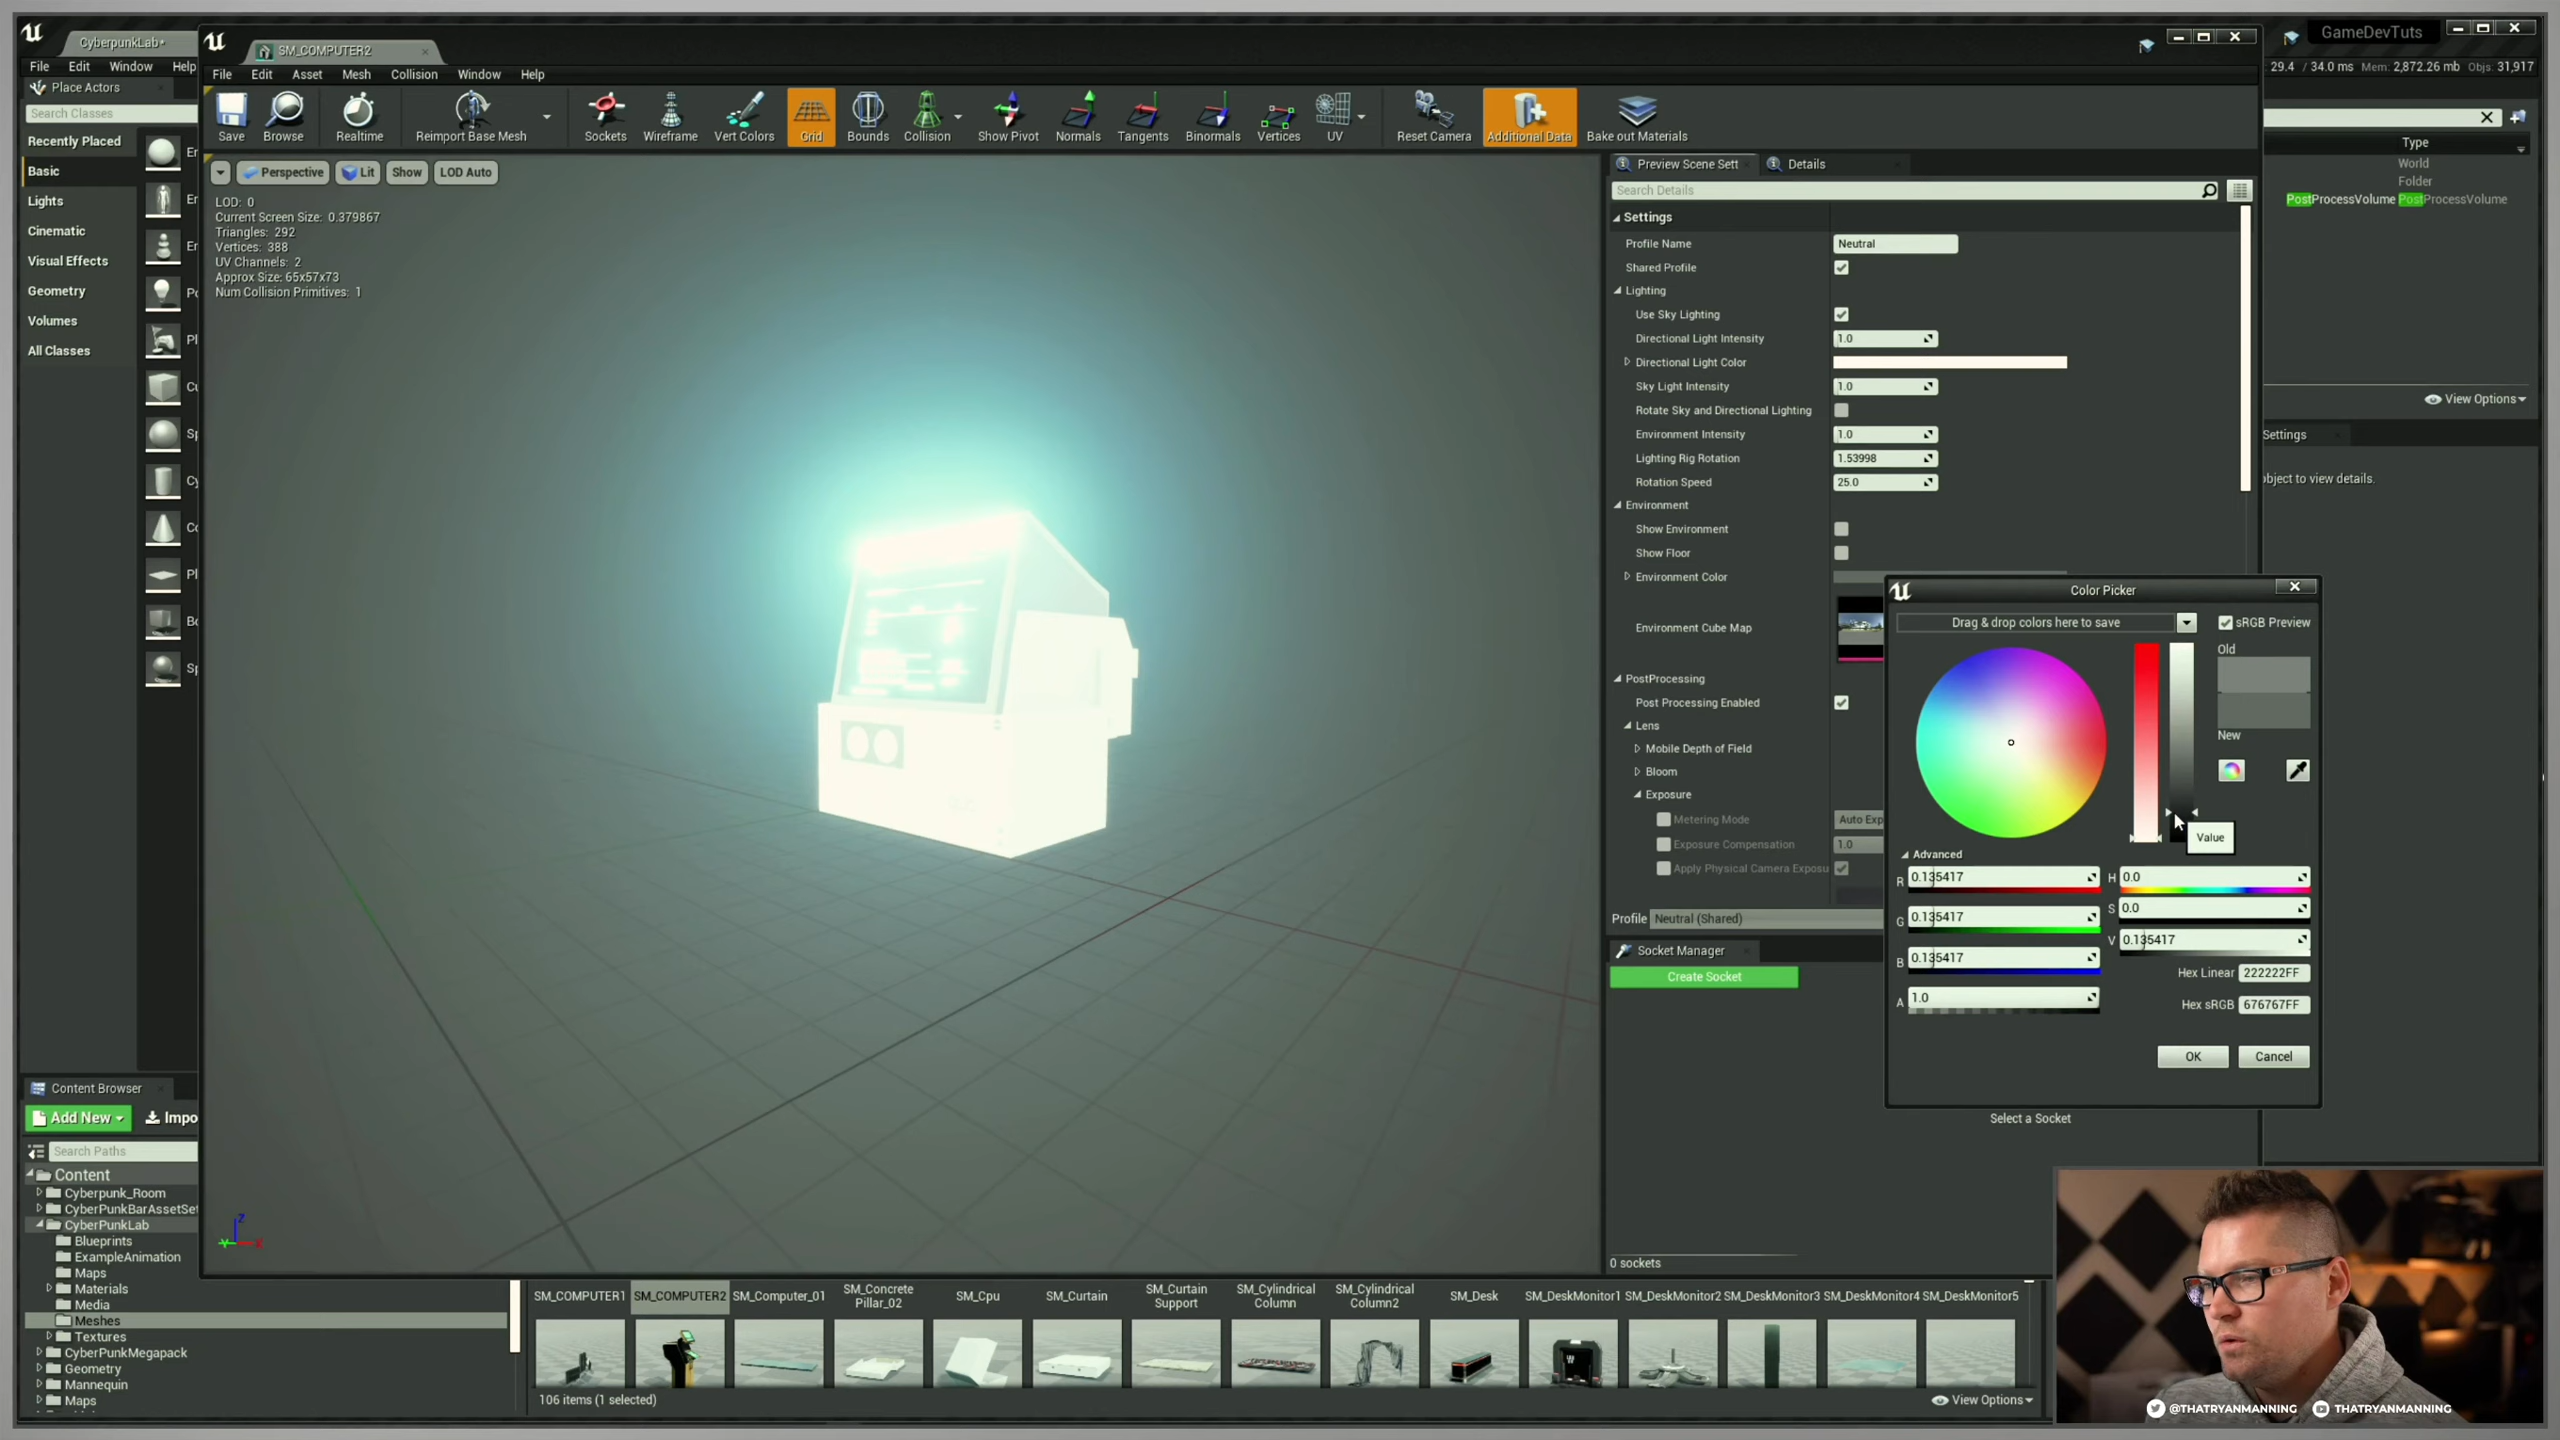 CyberpunkLab*
SM_COMPUTER2
GameDevTuts
File Edit Window Help
File Edit Asset Mesh Collision Window Help
29.4 / 34.0 ms Mem: 2,872.26 mb Objs: 31,917
Place Actors
Search Classes
Recently Placed
Basic
Lights
Cinematic
Visual Effects
Geometry
Volumes
All Classes
Save Browse Realtime Reimport Base Mesh Sockets Wireframe Vert Colors Grid Bounds Collision Show Pivot Normals Tangents Binormals Vertices UV Reset Camera Additional Data Bake out Materials
Perspective Lit Show LOD Auto
LOD: 0
Current Screen Size: 0.379867
Triangles: 292
Vertices: 388
UV Channels: 2
Approx Size: 65x57x73
Num Collision Primitives: 1
Preview Scene Sett Details
Search Details
Settings
Profile Name Neutral
Shared Profile
Lighting
Use Sky Lighting
Directional Light Intensity 1.0
Directional Light Color
Sky Light Intensity 1.0
Rotate Sky and Directional Lighting
Environment Intensity 1.0
Lighting Rig Rotation 1.53998
Rotation Speed 25.0
Environment
Show Environment
Show Floor
Environment Color
Environment Cube Map
PostProcessing
Post Processing Enabled
Lens
Mobile Depth of Field
Bloom
Exposure
Metering Mode Auto Exp
Exposure Compensation 1.0
Apply Physical Camera Exposu
Profile Neutral (Shared)
Socket Manager
Create Socket
Select a Socket
0 sockets
Type
World
Folder
PostProcessVolume PostProcessVolume
View Options
Settings
object to view details.
Color Picker
Drag & drop colors here to save
sRGB Preview
Old
New
Value
Advanced
R 0.135417
G 0.135417
B 0.135417
A 1.0
H 0.0
S 0.0
V 0.135417
Hex Linear 222222FF
Hex sRGB 676767FF
OK Cancel
Content Browser
Add New Impo
Search Paths
Content
Cyberpunk_Room
CyberPunkBarAssetSet
CyberPunkLab
Blueprints
ExampleAnimation
Maps
Materials
Media
Meshes
Textures
CyberPunkMegapack
Geometry
Mannequin
Maps
SM_COMPUTER1
SM_COMPUTER2
SM_Computer_01
SM_Concrete
Pillar_02
SM_Cpu
SM_Curtain
SM_Curtain
Support
SM_Cylindrical
Column
SM_Cylindrical
Column2
SM_Desk
SM_DeskMonitor1
SM_DeskMonitor2
SM_DeskMonitor3
SM_DeskMonitor4
SM_DeskMonitor5
106 items (1 selected)
View Options
@THATRYANMANNING THATRYANMANNING